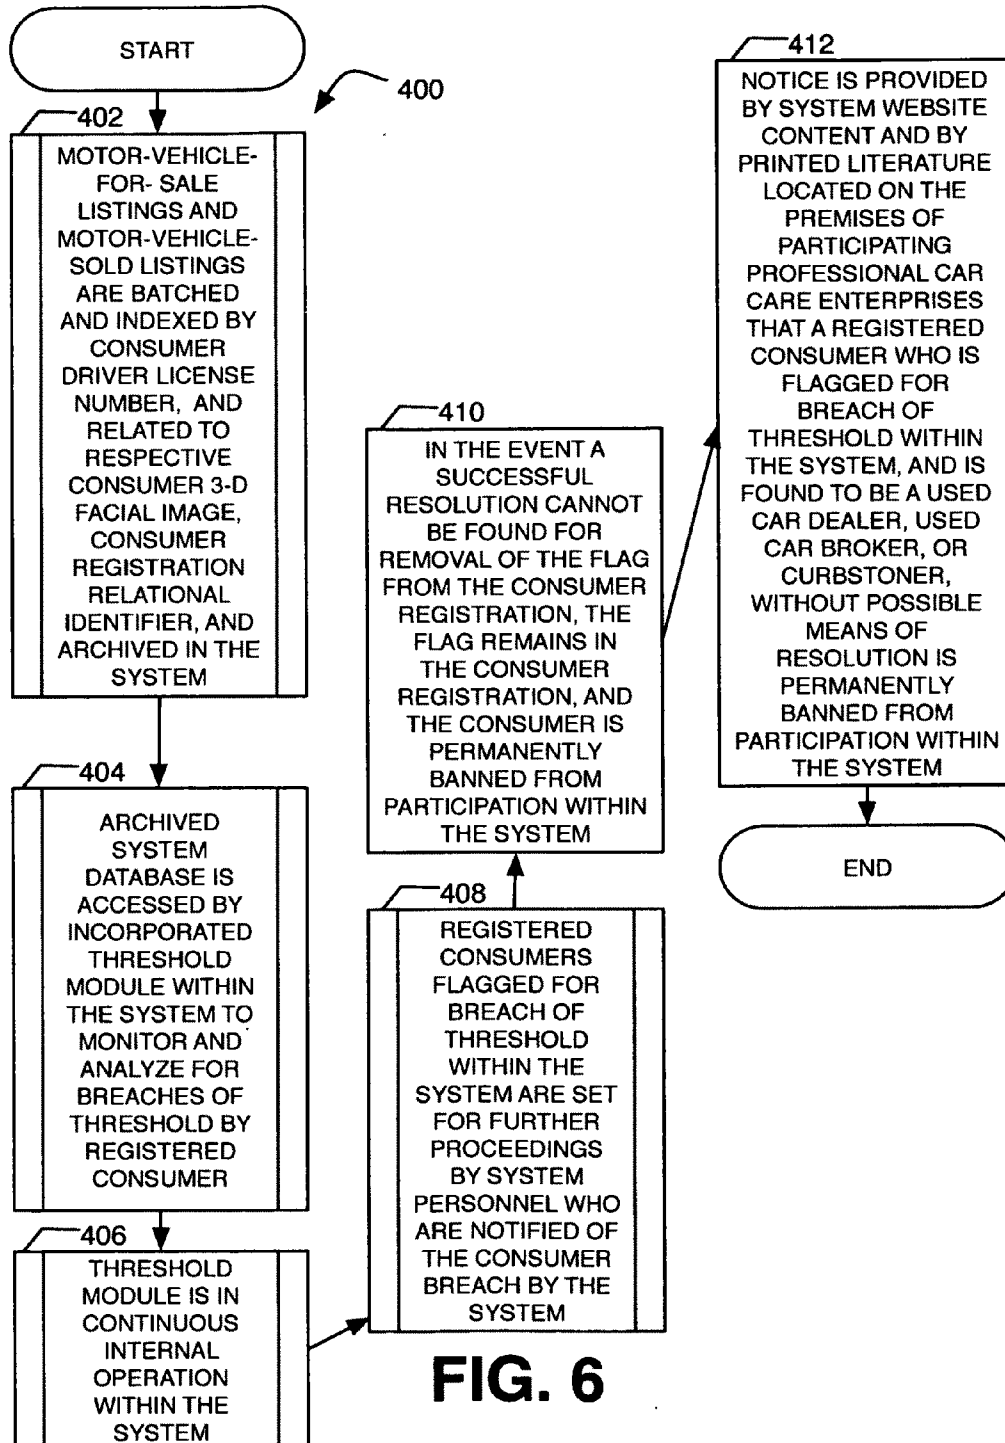 START
400
402
MOTOR-VEHICLE-
FOR- SALE
LISTINGS AND
MOTOR-VEHICLE-
SOLD LISTINGS
ARE BATCHED
AND INDEXED BY
CONSUMER
DRIVER LICENSE
NUMBER, AND
RELATED TO
RESPECTIVE
CONSUMER 3-D
FACIAL IMAGE,
CONSUMER
REGISTRATION
RELATIONAL
IDENTIFIER, AND
ARCHIVED IN THE
SYSTEM
404
ARCHIVED
SYSTEM
DATABASE IS
ACCESSED BY
INCORPORATED
THRESHOLD
MODULE WITHIN
THE SYSTEM TO
MONITOR AND
ANALYZE FOR
BREACHES OF
THRESHOLD BY
REGISTERED
CONSUMER
406
THRESHOLD
MODULE IS IN
CONTINUOUS
INTERNAL
OPERATION
WITHIN THE
SYSTEM
408
REGISTERED
CONSUMERS
FLAGGED FOR
BREACH OF
THRESHOLD
WITHIN THE
SYSTEM ARE SET
FOR FURTHER
PROCEEDINGS
BY SYSTEM
PERSONNEL WHO
ARE NOTIFIED OF
THE CONSUMER
BREACH BY THE
SYSTEM
410
IN THE EVENT A
SUCCESSFUL
RESOLUTION CANNOT
BE FOUND FOR
REMOVAL OF THE FLAG
FROM THE CONSUMER
REGISTRATION, THE
FLAG REMAINS IN
THE CONSUMER
REGISTRATION, AND
THE CONSUMER IS
PERMANENTLY
BANNED FROM
PARTICIPATION WITHIN
THE SYSTEM
412
NOTICE IS PROVIDED
BY SYSTEM WEBSITE
CONTENT AND BY
PRINTED LITERATURE
LOCATED ON THE
PREMISES OF
PARTICIPATING
PROFESSIONAL CAR
CARE ENTERPRISES
THAT A REGISTERED
CONSUMER WHO IS
FLAGGED FOR
BREACH OF
THRESHOLD WITHIN
THE SYSTEM, AND IS
FOUND TO BE A USED
CAR DEALER, USED
CAR BROKER, OR
CURBSTONER,
WITHOUT POSSIBLE
MEANS OF
RESOLUTION IS
PERMANENTLY
BANNED FROM
PARTICIPATION WITHIN
THE SYSTEM
END
FIG. 6